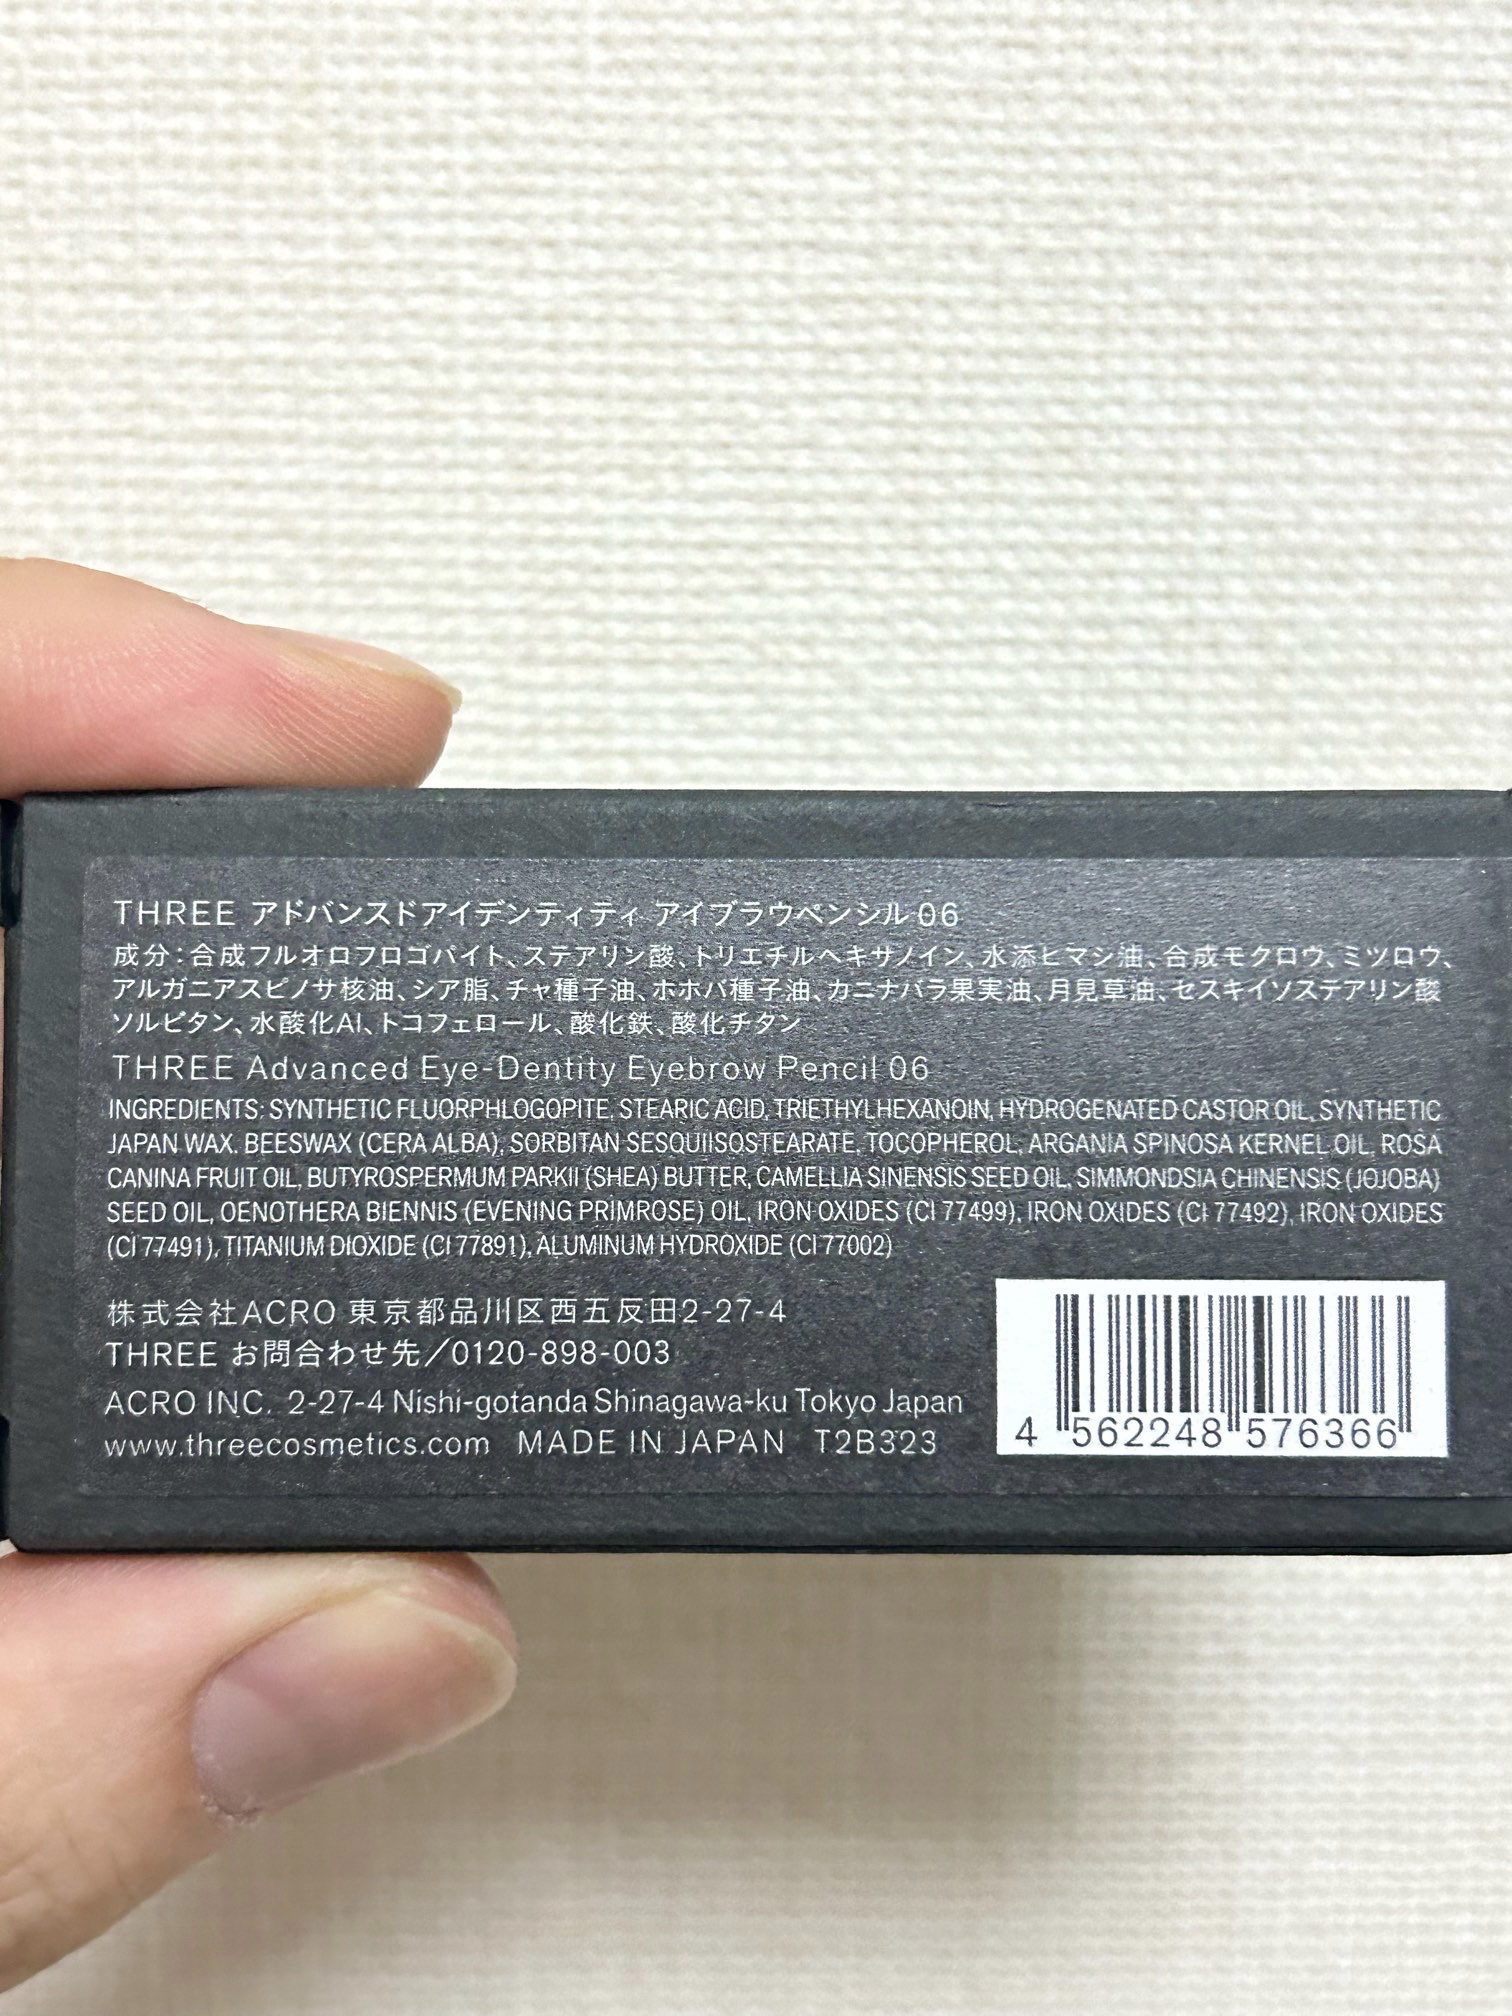 THREE アドバンスドアイデンティティ アイブラウペンシル 06
成分：合成フルオロフロゴパイト、ステアリン酸、トリエチルヘキサノイン、水添ヒマシ油、合成モクロウ、ミツロウ、
アルガニアスピノサ核油、シア脂、チャ種子油、ホホバ種子油、カニナバラ果実油、月見草油、セスキイソステアリン酸
ソルビタン、水酸化Al、トコフェロール、酸化鉄、酸化チタン
THREE Advanced Eye-Dentity Eyebrow Pencil 06
INGREDIENTS: SYNTHETIC FLUORPHLOGOPITE, STEARIC ACID, TRIETHYLHEXANOIN, HYDROGENATED CASTOR OIL, SYNTHETIC
JAPAN WAX, BEESWAX (CERA ALBA), SORBITAN SESQUIISOSTEARATE, TOCOPHEROL, ARGANIA SPINOSA KERNEL OIL, ROSA
CANINA FRUIT OIL, BUTYROSPERMUM PARKII (SHEA) BUTTER, CAMELLIA SINENSIS SEED OIL, SIMMONDSIA CHINENSIS (JOJOBA)
SEED OIL, OENOTHERA BIENNIS (EVENING PRIMROSE) OIL, IRON OXIDES (CI 77499), IRON OXIDES (CI 77492), IRON OXIDES
(CI 77491), TITANIUM DIOXIDE (CI 77891), ALUMINUM HYDROXIDE (CI 77002)
株式会社ACRO 東京都品川区西五反田2-27-4
THREE お問合わせ先／0120-898-003
ACRO INC. 2-27-4 Nishi-gotanda Shinagawa-ku Tokyo Japan
www.threecosmetics.com MADE IN JAPAN T2B323
4 562248 576366